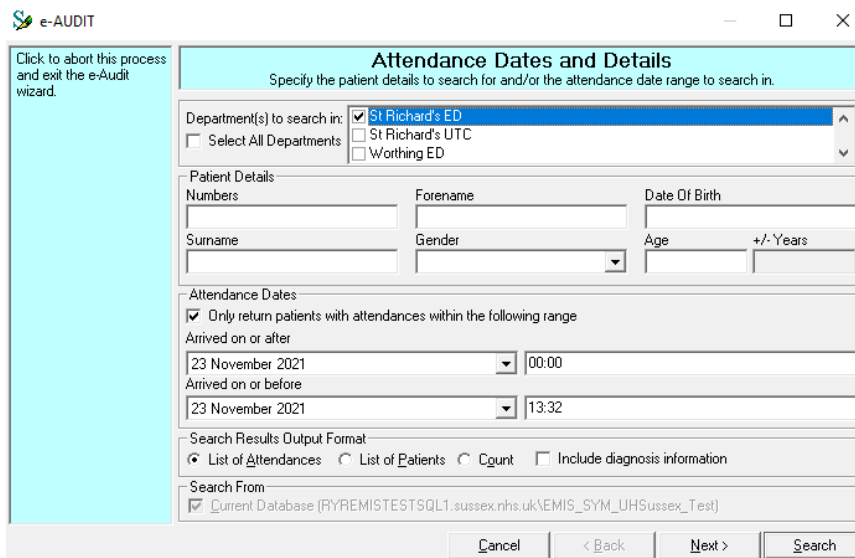 e-AUDIT
Click to abort this process
and exit the e-Audit
wizard.
Attendance Dates and Details
Specify the patient details to search for and/or the attendance date range to search in.
Department(s) to search in:
Select All Departments
St Richard's ED
St Richard's UTC
Worthing ED
Patient Details
Numbers Forename Date Of Birth
Surname Gender Age +/- Years
Attendance Dates
Only return patients with attendances within the following range
Arrived on or after
23 November 2021 00:00
Arrived on or before
23 November 2021 13:32
Search Results Output Format
List of Attendances List of Patients Count Include diagnosis information
Search From
Current Database (RYREMISTESTSQL1.sussex.nhs.uk\EMIS_SYM_UHSussex_Test)
Cancel < Back Next > Search